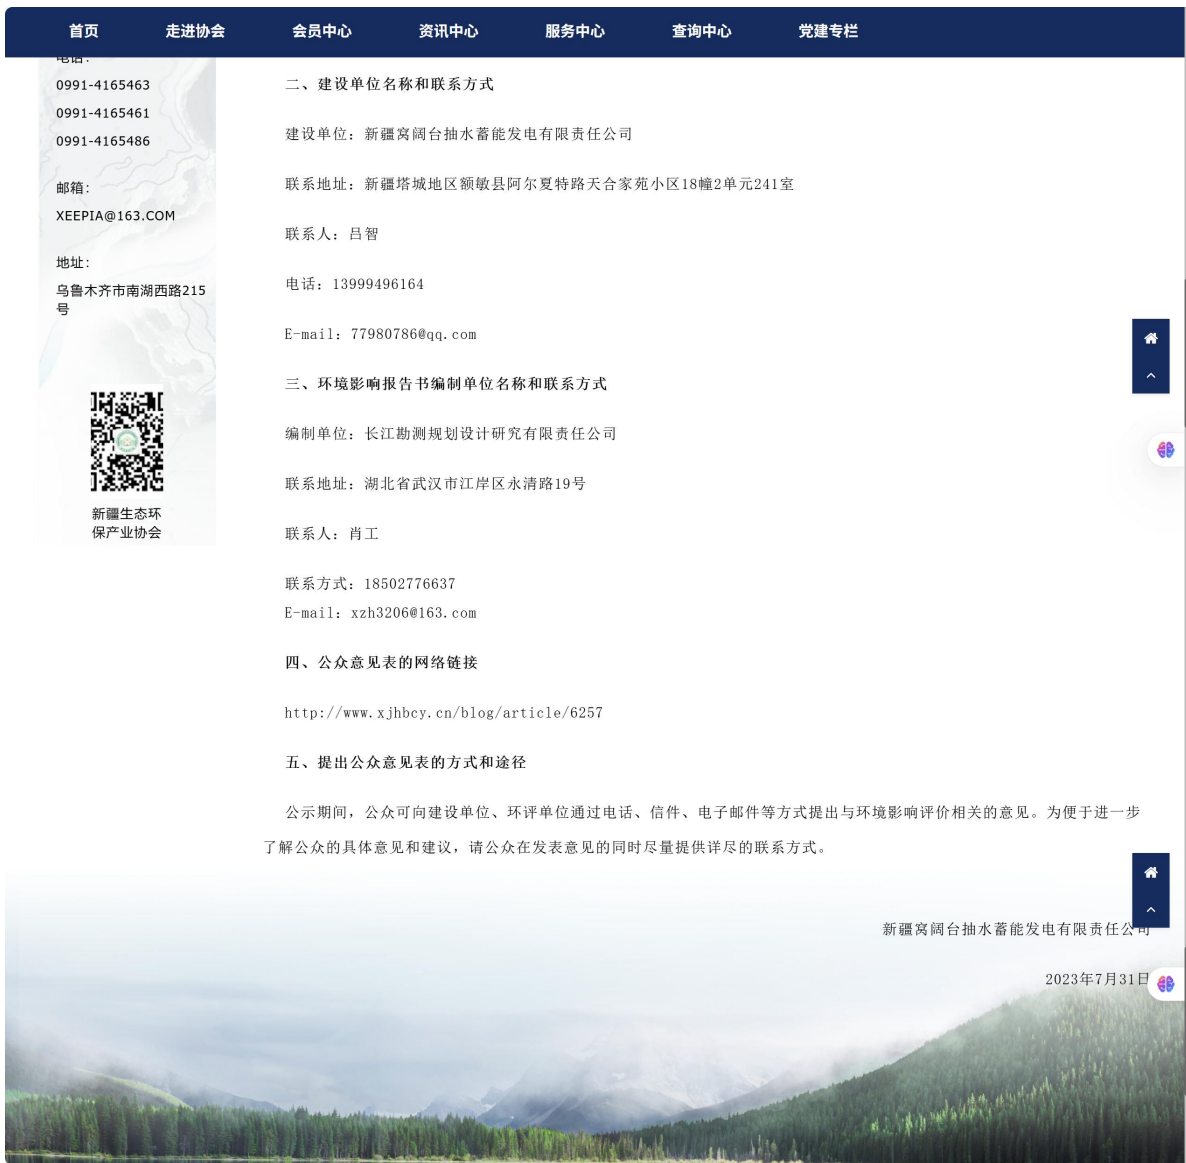 首页 走进协会 会员中心 资讯中心 服务中心 查询中心 党建专栏
电话：
0991-4165463
0991-4165461
0991-4165486
邮箱：
XEEPIA@163.COM
地址：
乌鲁木齐市南湖西路215
号
新疆生态环
保产业协会
二、建设单位名称和联系方式
建设单位：新疆窝阔台抽水蓄能发电有限责任公司
联系地址：新疆塔城地区额敏县阿尔夏特路天合家苑小区18幢2单元241室
联系人：吕智
电话：13999496164
E-mail：77980786@qq.com
三、环境影响报告书编制单位名称和联系方式
编制单位：长江勘测规划设计研究有限责任公司
联系地址：湖北省武汉市江岸区永清路19号
联系人：肖工
联系方式：18502776637
E-mail：xzh3206@163.com
四、公众意见表的网络链接
http://www.xjhbcy.cn/blog/article/6257
五、提出公众意见表的方式和途径
公示期间，公众可向建设单位、环评单位通过电话、信件、电子邮件等方式提出与环境影响评价相关的意见。为便于进一步
了解公众的具体意见和建议，请公众在发表意见的同时尽量提供详尽的联系方式。
新疆窝阔台抽水蓄能发电有限责任公司
2023年7月31日